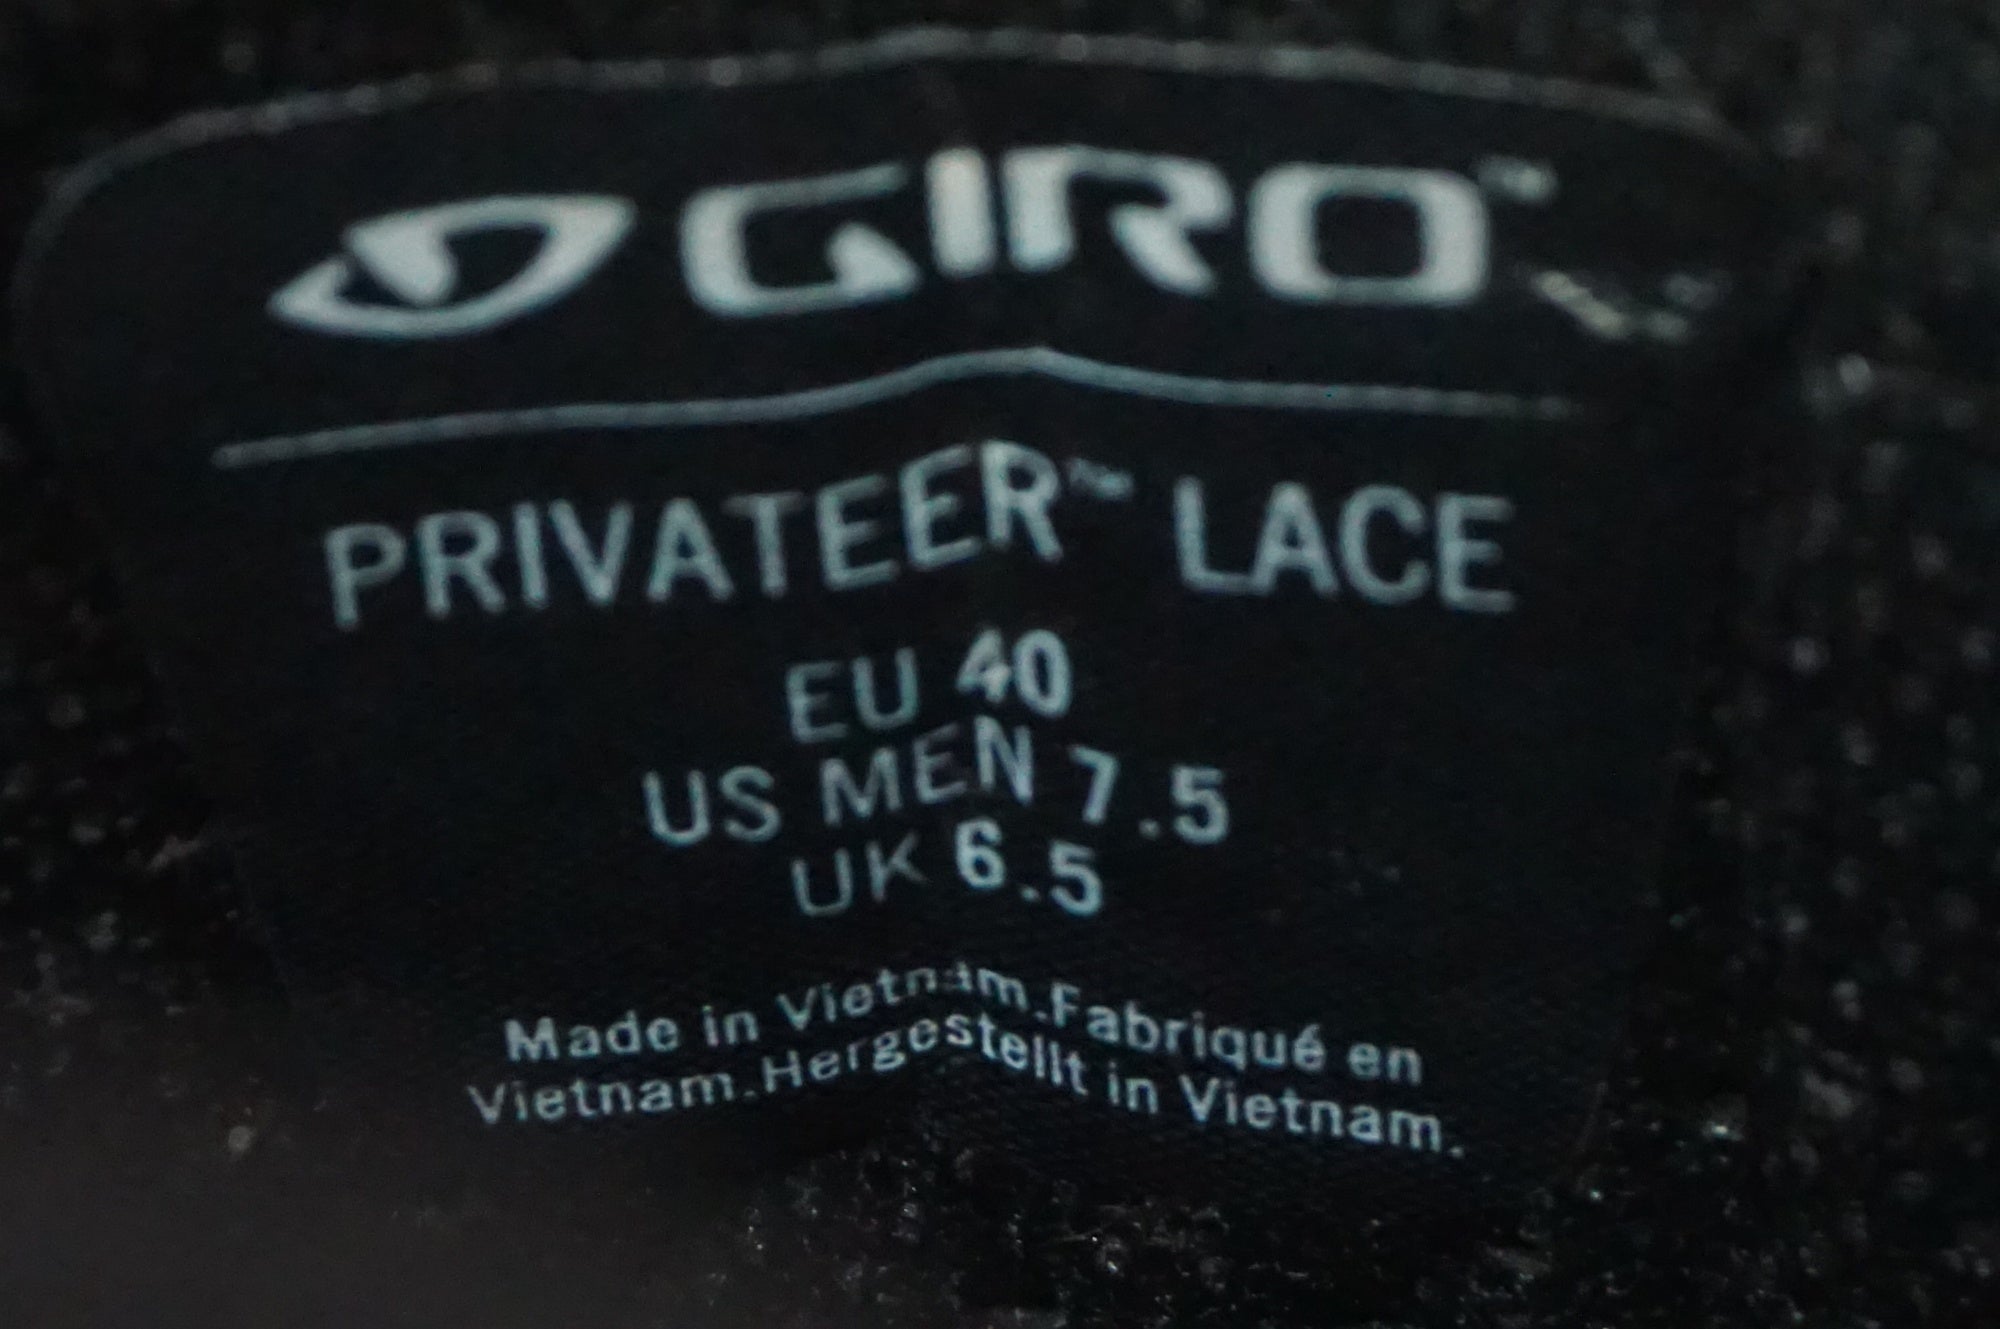 GIRO™
PRIVATEER™ LACE
EU 40
US MEN 7.5
UK 6.5
Made in Vietnam.Fabriqué en
Vietnam.Hergestellt in Vietnam.